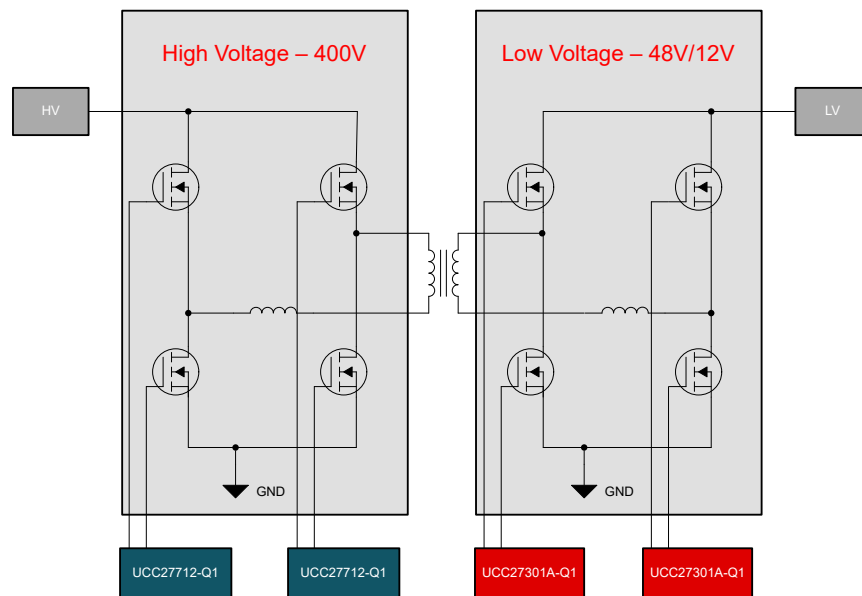 High Voltage – 400V
Low Voltage – 48V/12V
HV
LV
GND
GND
UCC27712-Q1
UCC27712-Q1
UCC27301A-Q1
UCC27301A-Q1